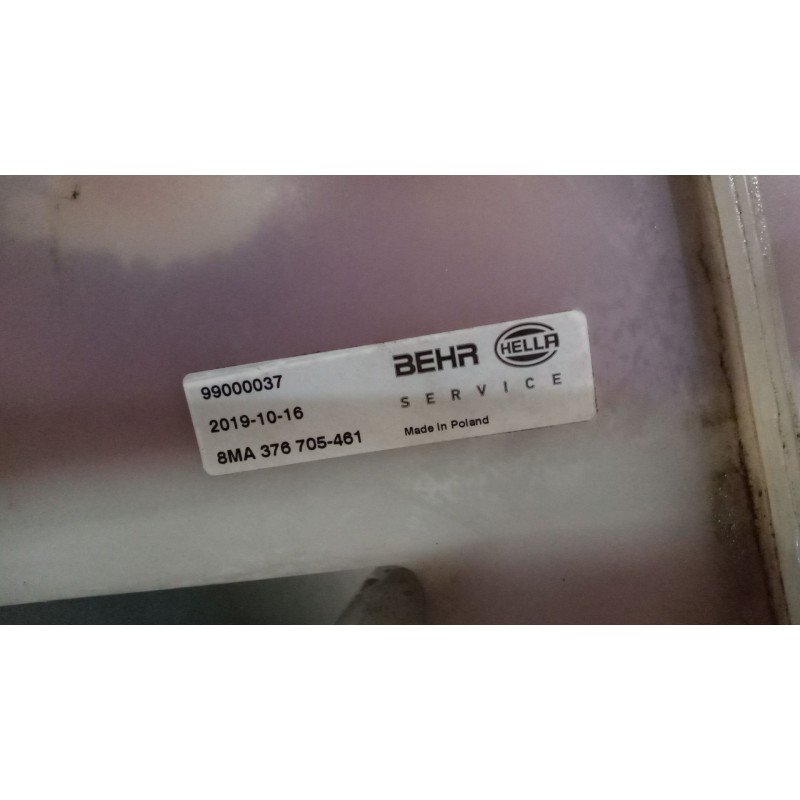 99000037
2019-10-16
8MA 376 705-461
BEHR HELLA
SERVICE
Made in Poland